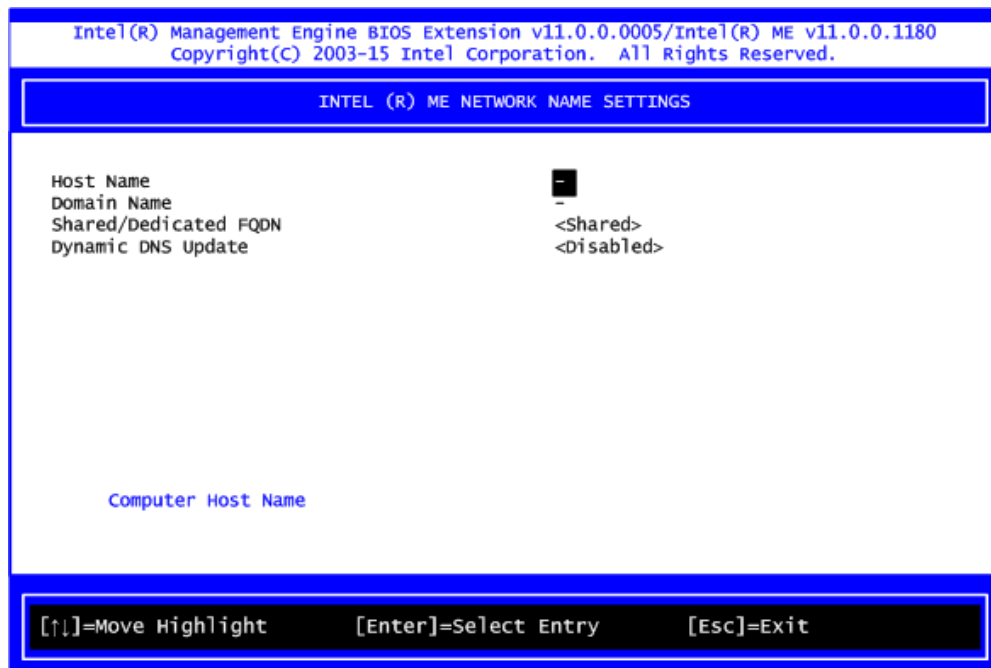 Intel(R) Management Engine BIOS Extension v11.0.0.0005/Intel(R) ME v11.0.0.1180
Copyright(C) 2003-15 Intel Corporation. All Rights Reserved.
INTEL (R) ME NETWORK NAME SETTINGS
Host Name -
Domain Name -
Shared/Dedicated FQDN <Shared>
Dynamic DNS Update <Disabled>
Computer Host Name
[↑↓]=Move Highlight [Enter]=Select Entry [Esc]=Exit